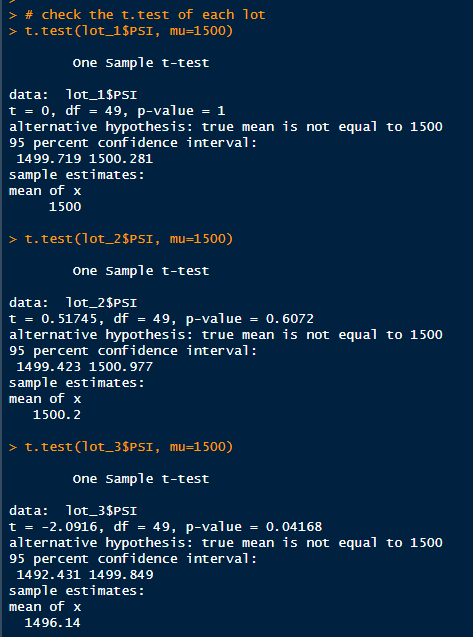 >
> # check the t.test of each lot
> t.test(lot_1$PSI, mu=1500)
One Sample t-test
data:  lot_1$PSI
t = 0, df = 49, p-value = 1
alternative hypothesis: true mean is not equal to 1500
95 percent confidence interval:
1499.719 1500.281
sample estimates:
mean of x
1500
> t.test(lot_2$PSI, mu=1500)
One Sample t-test
data:  lot_2$PSI
t = 0.51745, df = 49, p-value = 0.6072
alternative hypothesis: true mean is not equal to 1500
95 percent confidence interval:
1499.423 1500.977
sample estimates:
mean of x
1500.2
> t.test(lot_3$PSI, mu=1500)
One Sample t-test
data:  lot_3$PSI
t = -2.0916, df = 49, p-value = 0.04168
alternative hypothesis: true mean is not equal to 1500
95 percent confidence interval:
1492.431 1499.849
sample estimates:
mean of x
1496.14